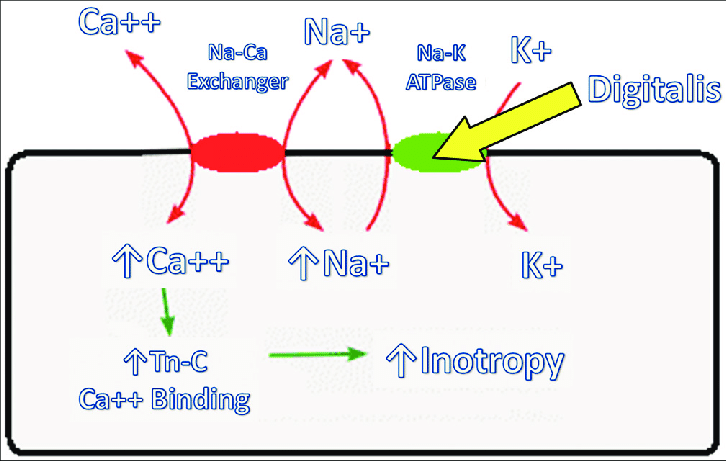 Ca++
Na-Ca
Exchanger
Na+
Na-K
ATPase
K+
Digitalis
↑Ca++
↑Na+
K+
↑Tn-C
Ca++ Binding
↑Inotropy